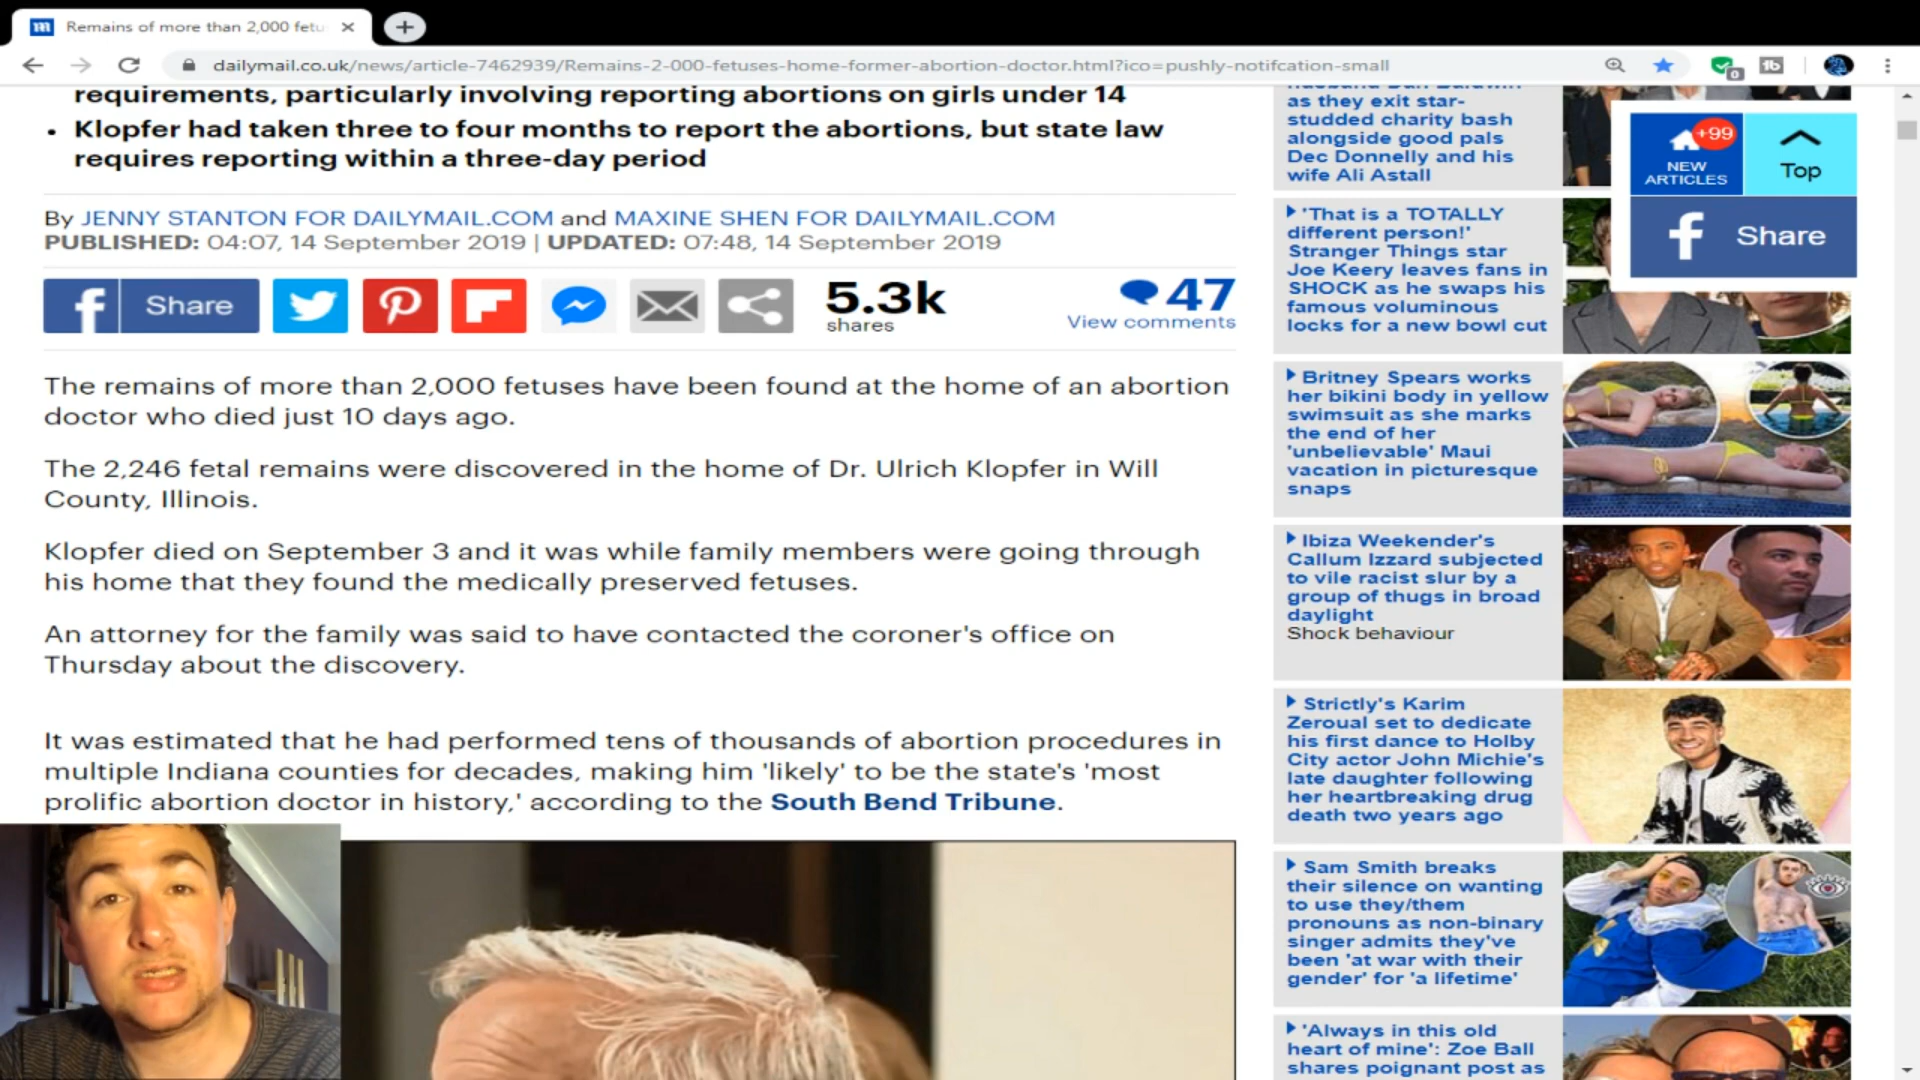 Remains of more than 2,000 fetu
dailymail.co.uk/news/article-7462939/Remains-2-000-fetuses-home-former-abortion-doctor.html?ico=pushly-notifcation-small
requirements, particularly involving reporting abortions on girls under 14
• Klopfer had taken three to four months to report the abortions, but state law
requires reporting within a three-day period
By JENNY STANTON FOR DAILYMAIL.COM and MAXINE SHEN FOR DAILYMAIL.COM
PUBLISHED: 04:07, 14 September 2019 | UPDATED: 07:48, 14 September 2019
Share
5.3k
shares
47
View comments
The remains of more than 2,000 fetuses have been found at the home of an abortion
doctor who died just 10 days ago.
The 2,246 fetal remains were discovered in the home of Dr. Ulrich Klopfer in Will
County, Illinois.
Klopfer died on September 3 and it was while family members were going through
his home that they found the medically preserved fetuses.
An attorney for the family was said to have contacted the coroner's office on
Thursday about the discovery.
It was estimated that he had performed tens of thousands of abortion procedures in
multiple Indiana counties for decades, making him 'likely' to be the state's 'most
prolific abortion doctor in history,' according to the South Bend Tribune.
as they exit star-
studded charity bash
alongside good pals
Dec Donnelly and his
wife Ali Astall
'That is a TOTALLY
different person!'
Stranger Things star
Joe Keery leaves fans in
SHOCK as he swaps his
famous voluminous
locks for a new bowl cut
Britney Spears works
her bikini body in yellow
swimsuit as she marks
the end of her
'unbelievable' Maui
vacation in picturesque
snaps
Ibiza Weekender's
Callum Izzard subjected
to vile racist slur by a
group of thugs in broad
daylight
Shock behaviour
Strictly's Karim
Zeroual set to dedicate
his first dance to Holby
City actor John Michie's
late daughter following
her heartbreaking drug
death two years ago
Sam Smith breaks
their silence on wanting
to use they/them
pronouns as non-binary
singer admits they've
been 'at war with their
gender' for 'a lifetime'
'Always in this old
heart of mine': Zoe Ball
shares poignant post as
+99
NEW
ARTICLES
Top
Share